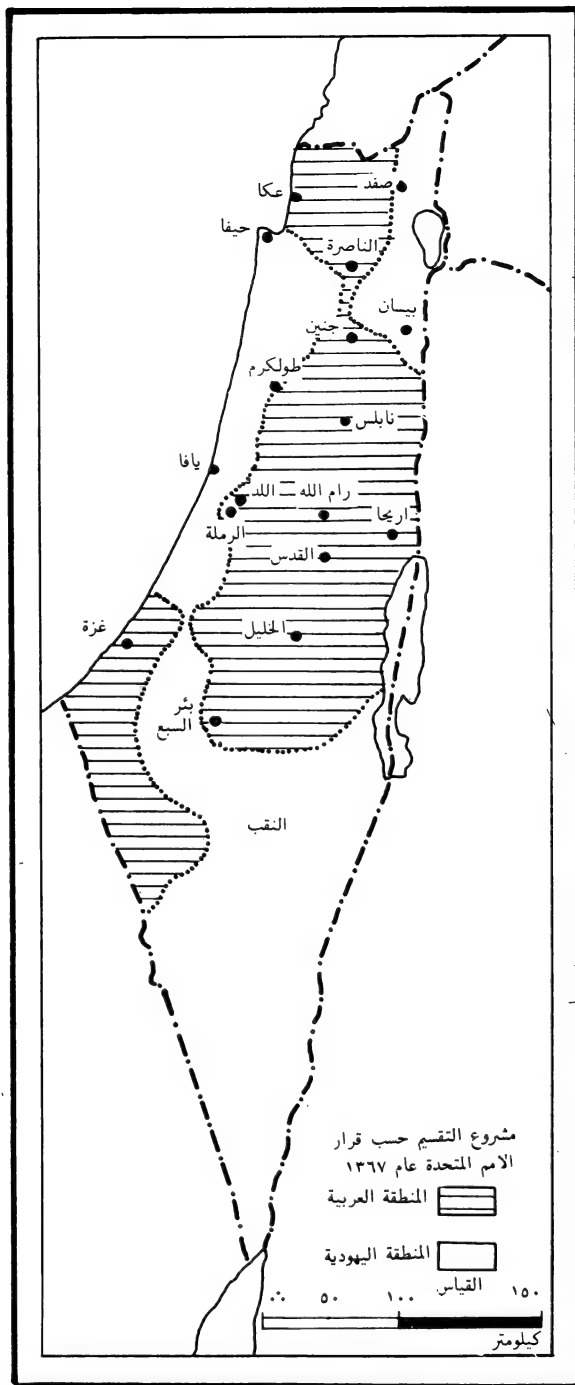 صفد
عكا
حيفا
الناصرة
بيسان
جنين
طولكرم
نابلس
يافا
اللد
رام الله
اريحا
الرملة
القدس
غزة
الخليل
بئر
السبع
النقب
مشروع التقسيم حسب قرار
الامم المتحدة عام ١٣٦٧
المنطقة العربية
المنطقة اليهودية
القياس
٥٠ ١٠٠ ١٥٠
كيلومتر